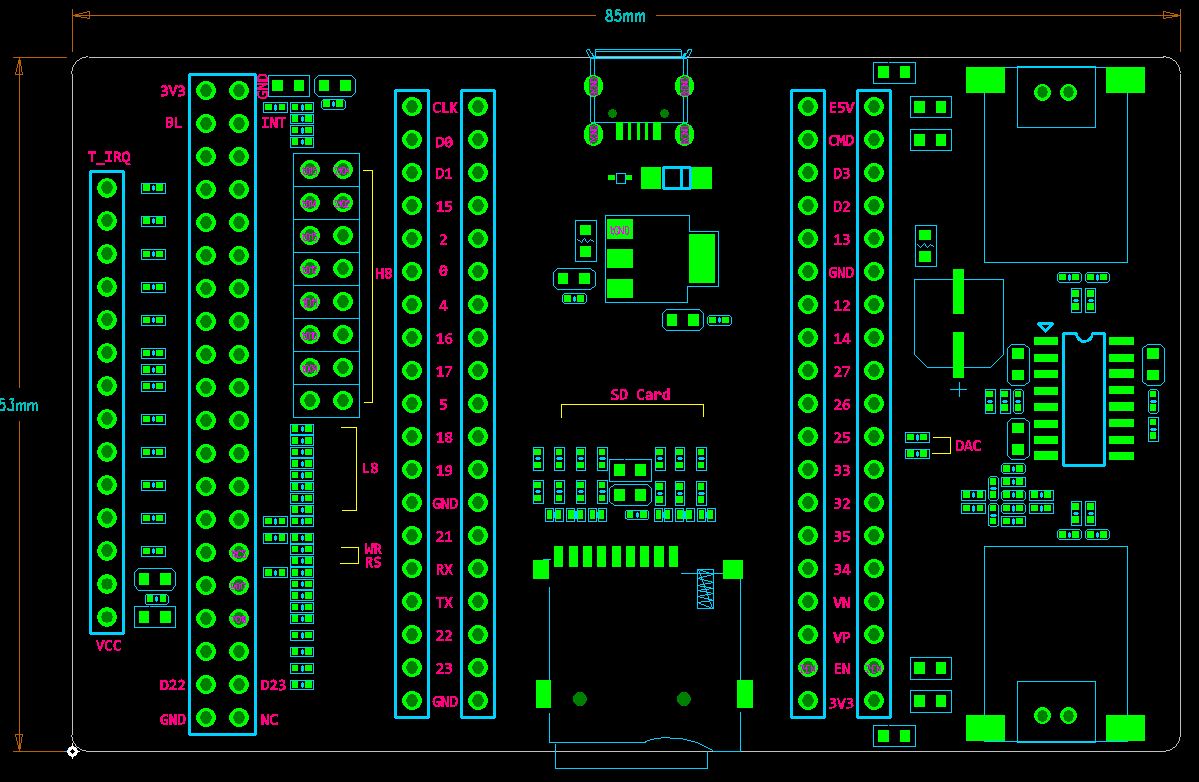 85mm
53mm
3V3
GND
BL
INT
T_IRQ
H8
L8
WR
RS
VCC
D22
D23
GND
NC
CLK
D0
D1
15
2
0
4
16
17
5
18
19
GND
21
RX
TX
22
23
GND
SD Card
E5V
CMD
D3
D2
13
GND
12
14
27
26
25
33
32
35
34
VN
VP
EN
3V3
DAC